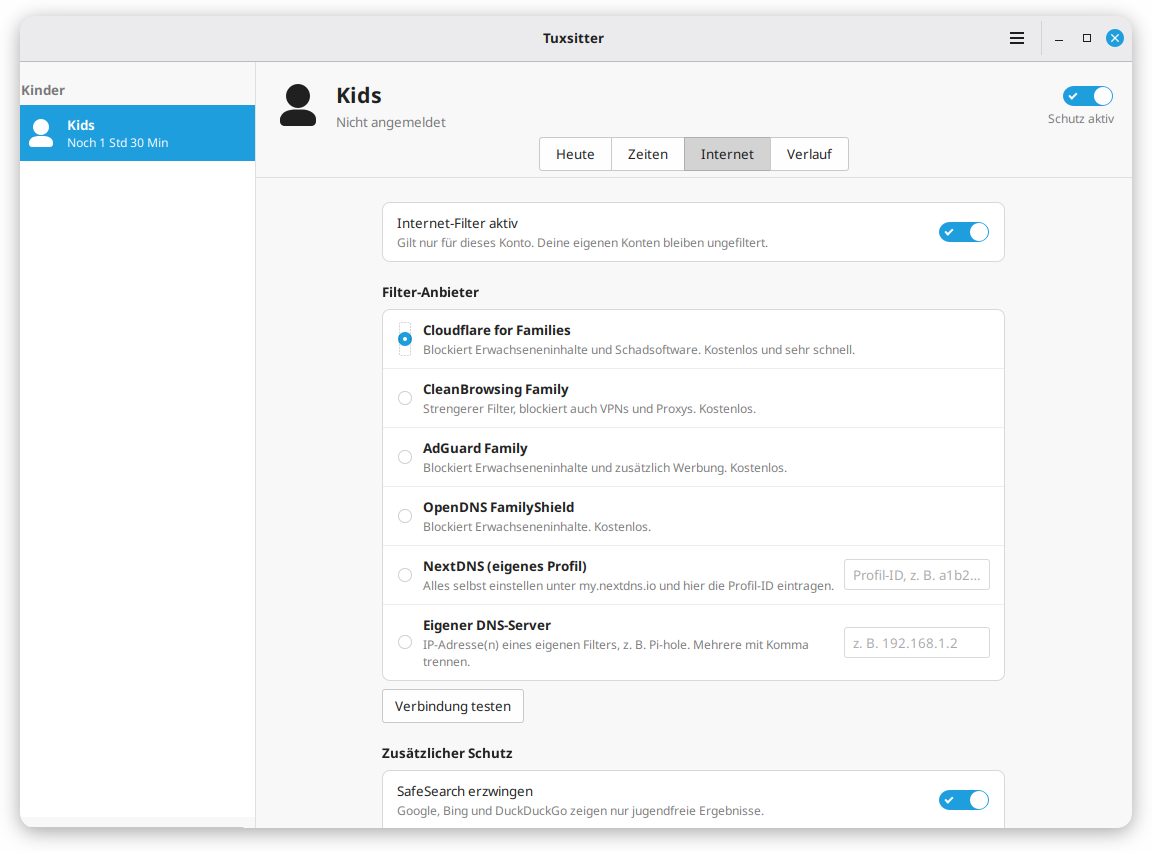 Tuxsitter
Kinder
Kids
Noch 1 Std 30 Min
Kids
Nicht angemeldet
Schutz aktiv
Heute
Zeiten
Internet
Verlauf
Internet-Filter aktiv
Gilt nur für dieses Konto. Deine eigenen Konten bleiben ungefiltert.
Filter-Anbieter
Cloudflare for Families
Blockiert Erwachseneninhalte und Schadsoftware. Kostenlos und sehr schnell.
CleanBrowsing Family
Strengerer Filter, blockiert auch VPNs und Proxys. Kostenlos.
AdGuard Family
Blockiert Erwachseneninhalte und zusätzlich Werbung. Kostenlos.
OpenDNS FamilyShield
Blockiert Erwachseneninhalte. Kostenlos.
NextDNS (eigenes Profil)
Alles selbst einstellen unter my.nextdns.io und hier die Profil-ID eintragen.
Profil-ID, z. B. a1b2...
Eigener DNS-Server
IP-Adresse(n) eines eigenen Filters, z. B. Pi-hole. Mehrere mit Komma
trennen.
z. B. 192.168.1.2
Verbindung testen
Zusätzlicher Schutz
SafeSearch erzwingen
Google, Bing und DuckDuckGo zeigen nur jugendfreie Ergebnisse.